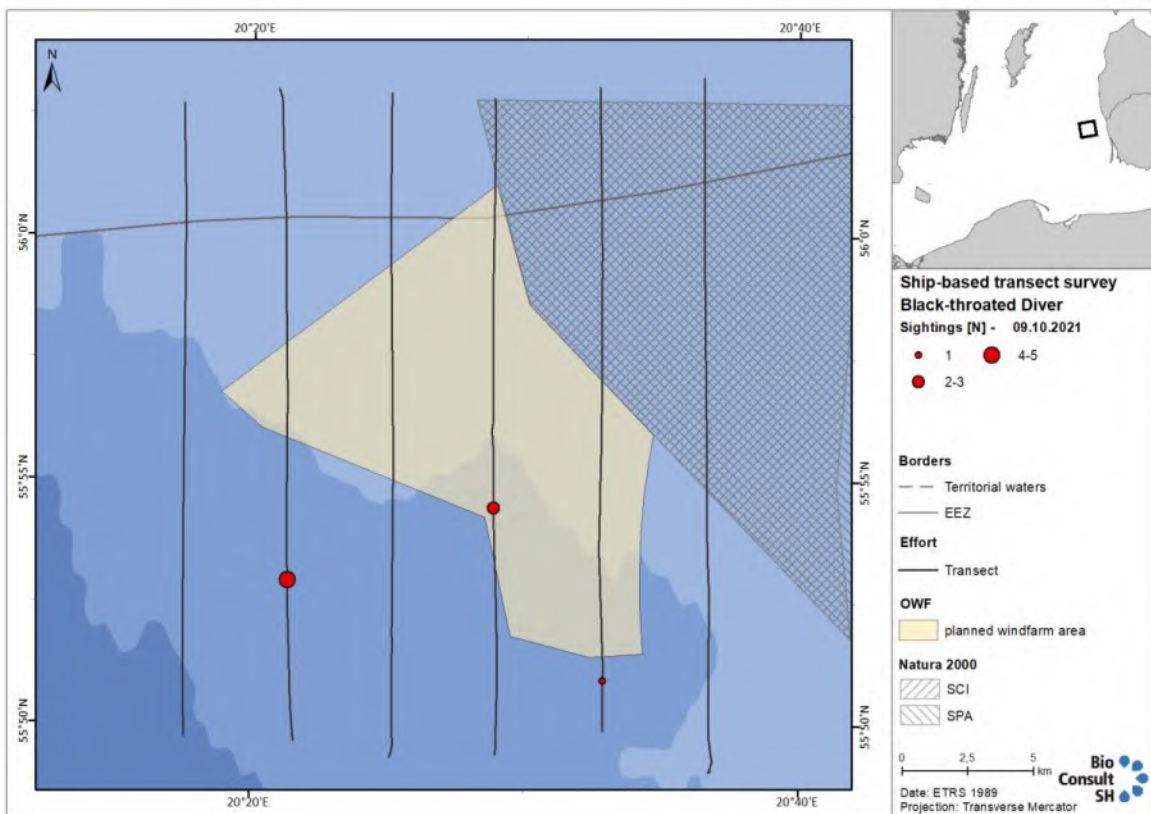 20°20'E
20°40'E
N
56°0'N
56°0'N
55°55'N
55°55'N
55°50'N
55°50'N
20°20'E
20°40'E
Ship-based transect survey
Black-throated Diver
Sightings [N] - 09.10.2021
1
4-5
2-3
Borders
Territorial waters
EEZ
Effort
Transect
OWF
planned windfarm area
Natura 2000
SCI
SPA
0 2,5 5
km
Date: ETRS 1989
Projection: Transverse Mercator
Bio
Consult
SH